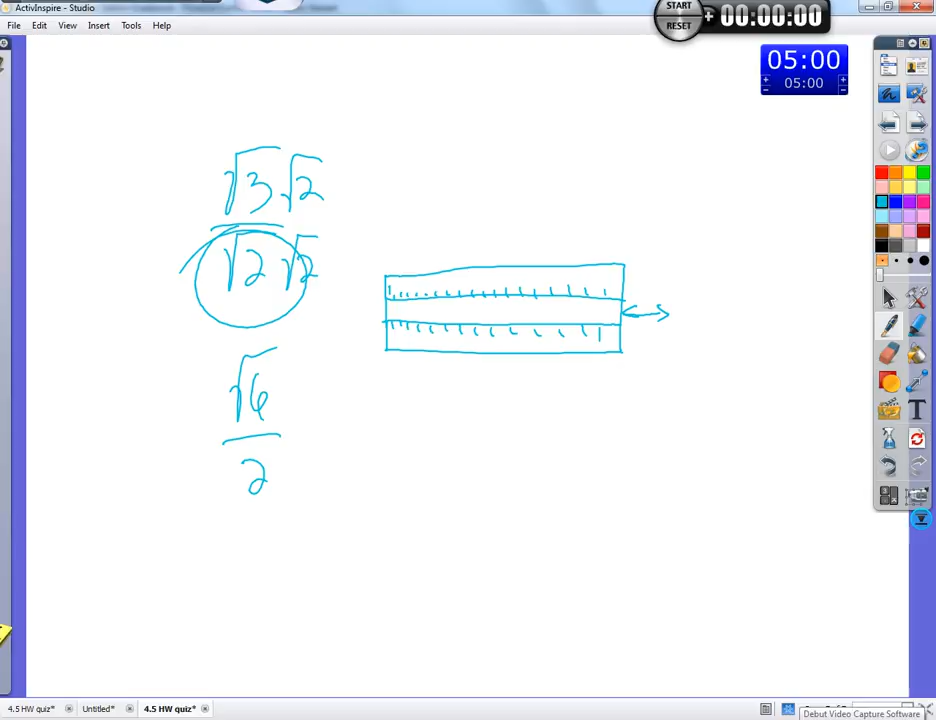 ActivInspire - Studio
START
RESET
00:00:00
File Edit View Insert Tools Help
05:00
05:00
√3 √2
√2 √2
√6
2
T
4.5 HW quiz* Untitled* 4.5 HW quiz*
Debut Video Capture Software